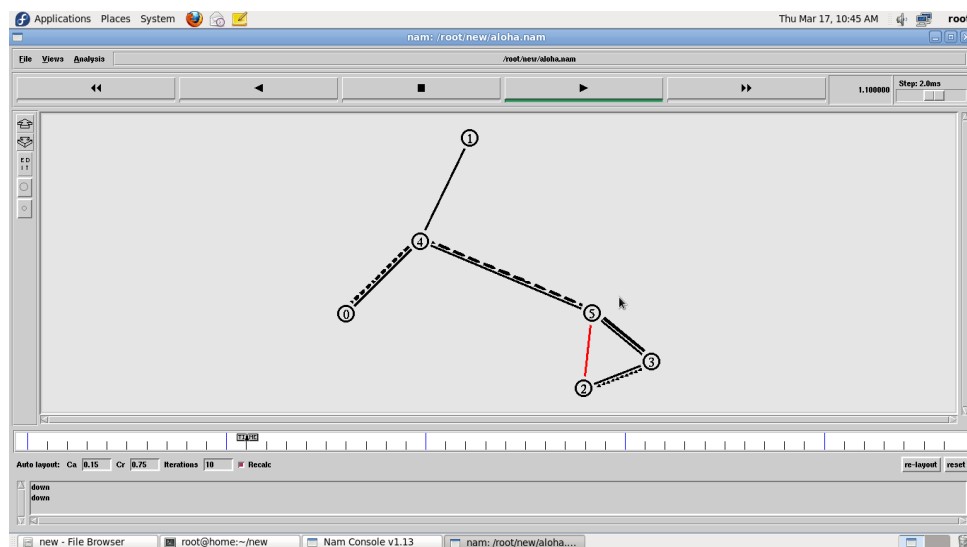 Applications Places System Thu Mar 17, 10:45 AM root
nam: /root/new/aloha.nam
File Views Analysis /root/new/aloha.nam
1.100000 Step: 2.0ms
1
E D
i t
4
0
5
3
2
TIME
Auto layout: Ca 0.15 Cr 0.75 Iterations 10 Recalc re-layout reset
down
down
new - File Browser root@home:~/new Nam Console v1.13 nam: /root/new/aloha....